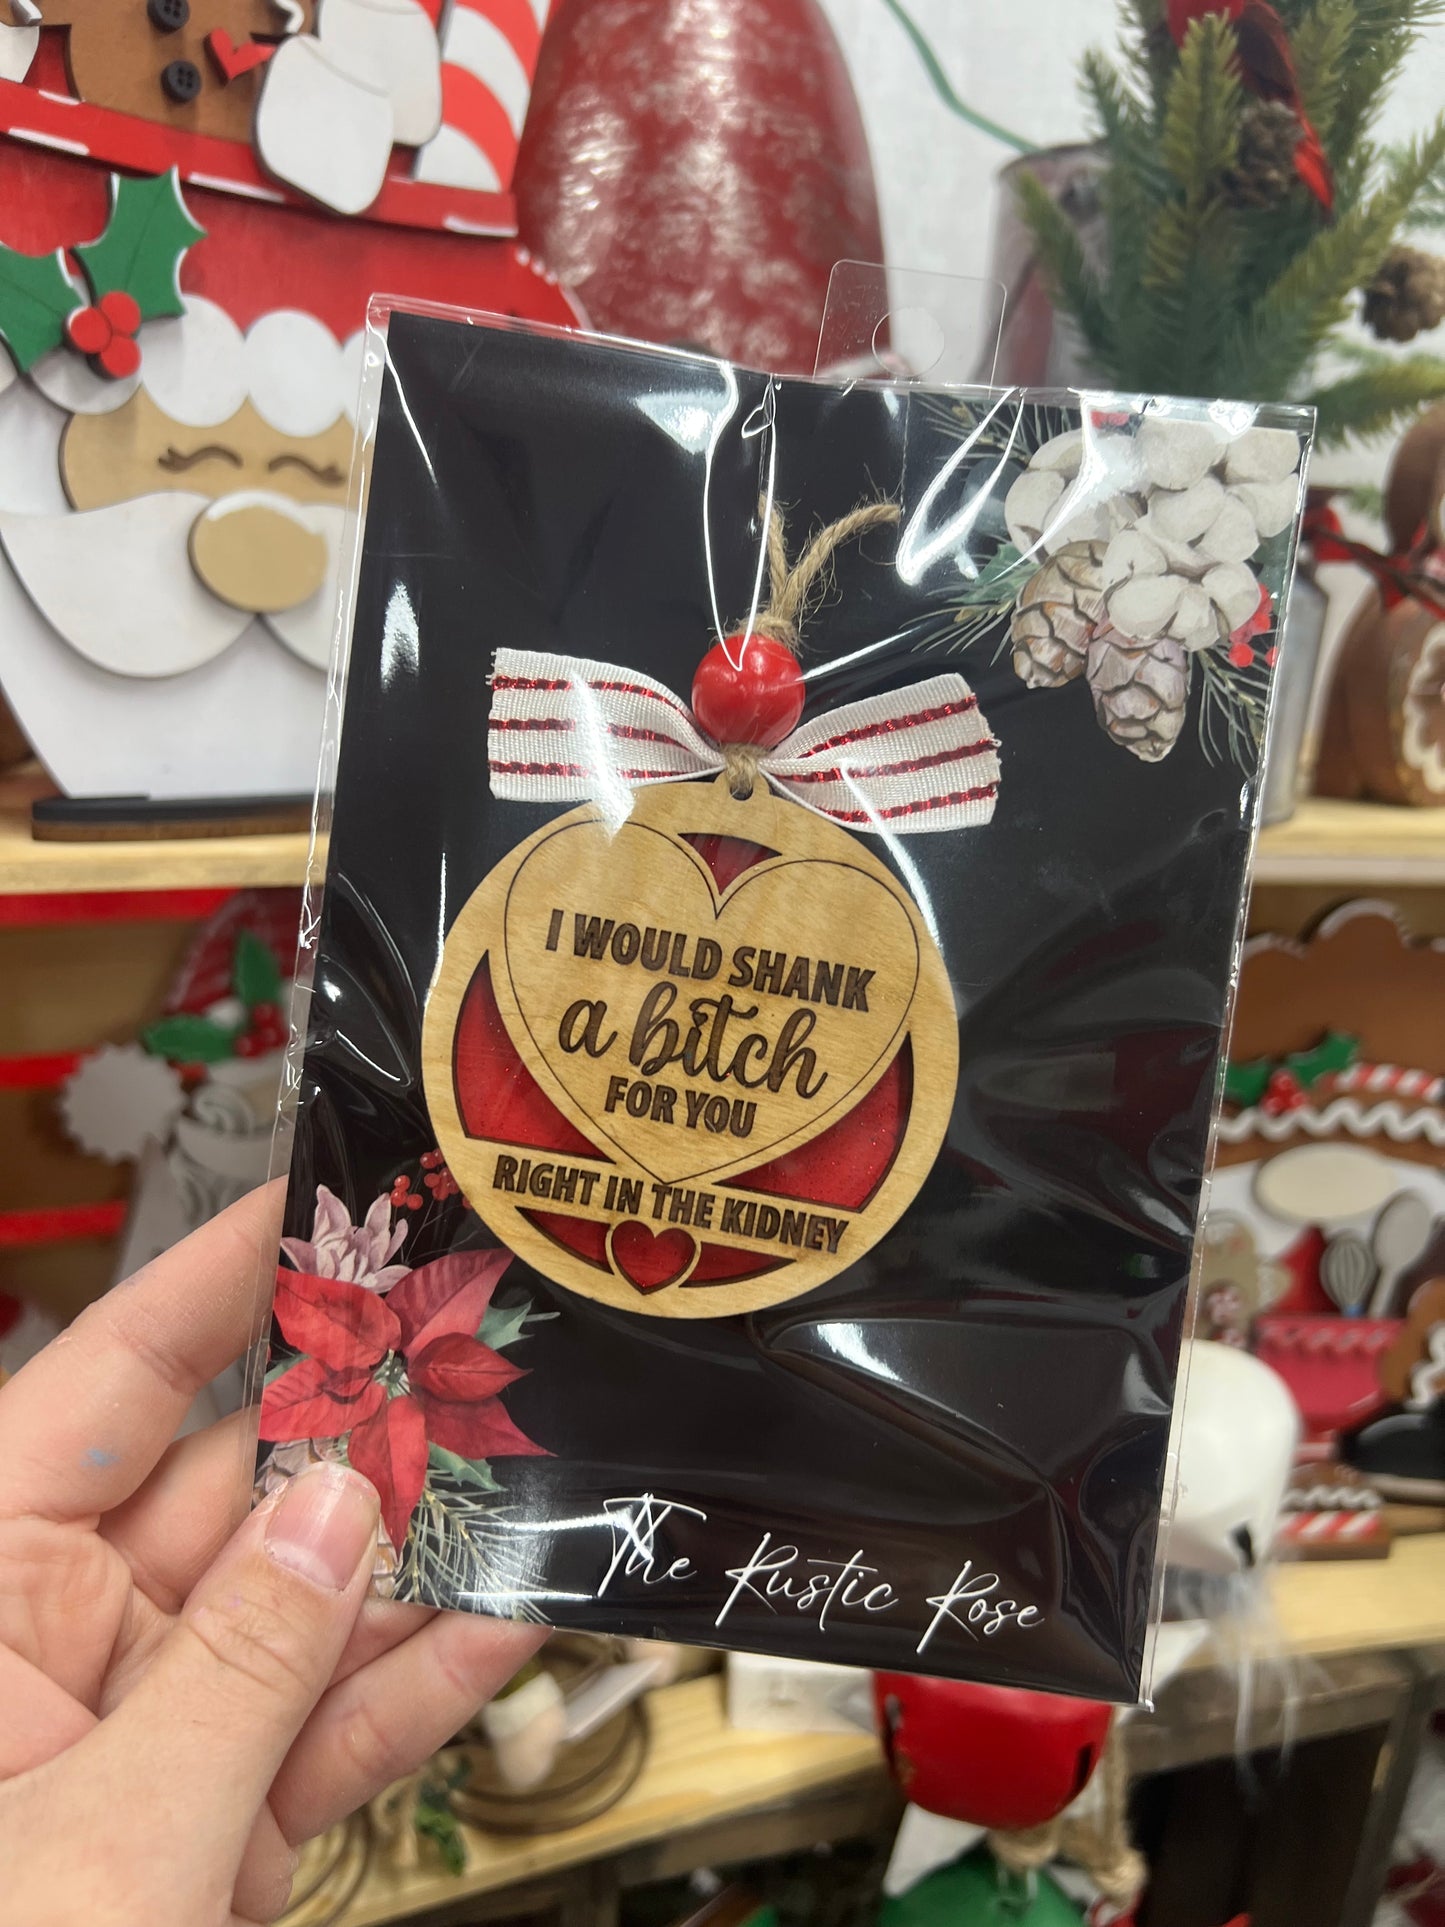 I WOULD SHANK
a bitch
FOR YOU
RIGHT IN THE KIDNEY
The Rustic Rose